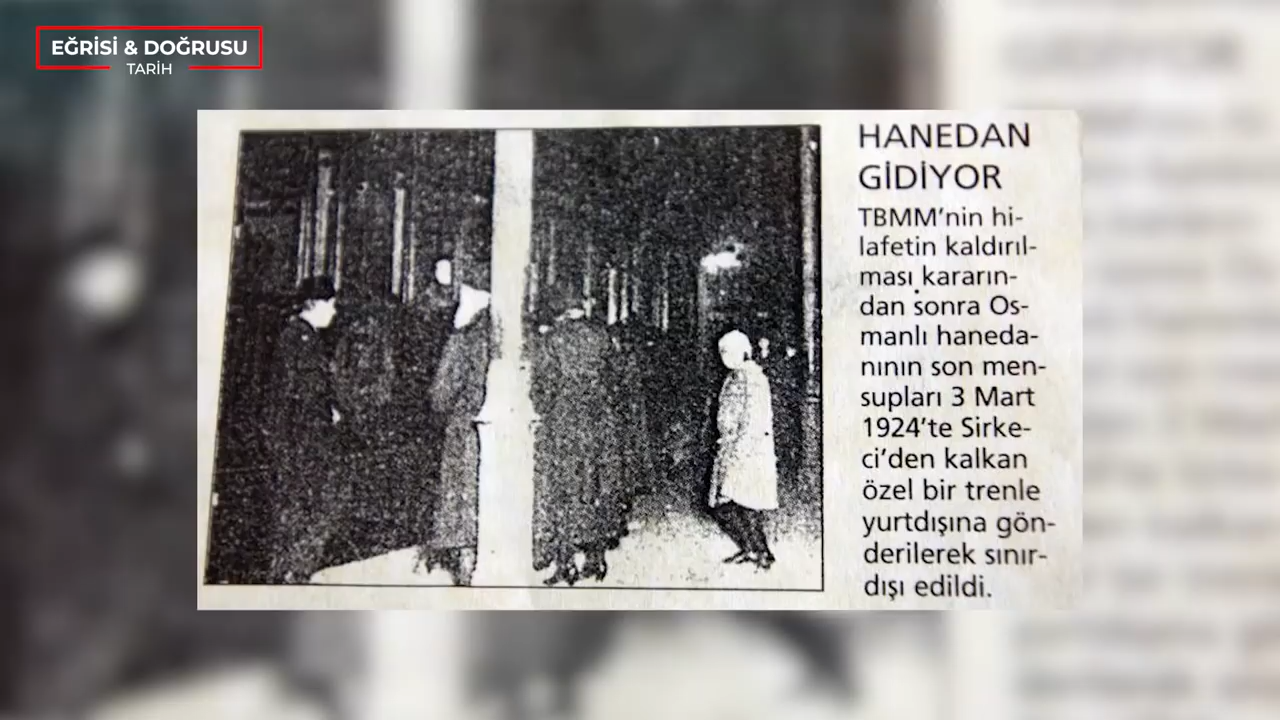 EĞRİSİ & DOĞRUSU
TARİH
HANEDAN
GİDİYOR
TBMM'nin hi-
lafetin kaldırıl-
ması kararın-
dan sonra Os-
manlı haneda-
nının son men-
supları 3 Mart
1924'te Sirke-
ci'den kalkan
özel bir trenle
yurtdışına gön-
derilerek sınır-
dışı edildi.